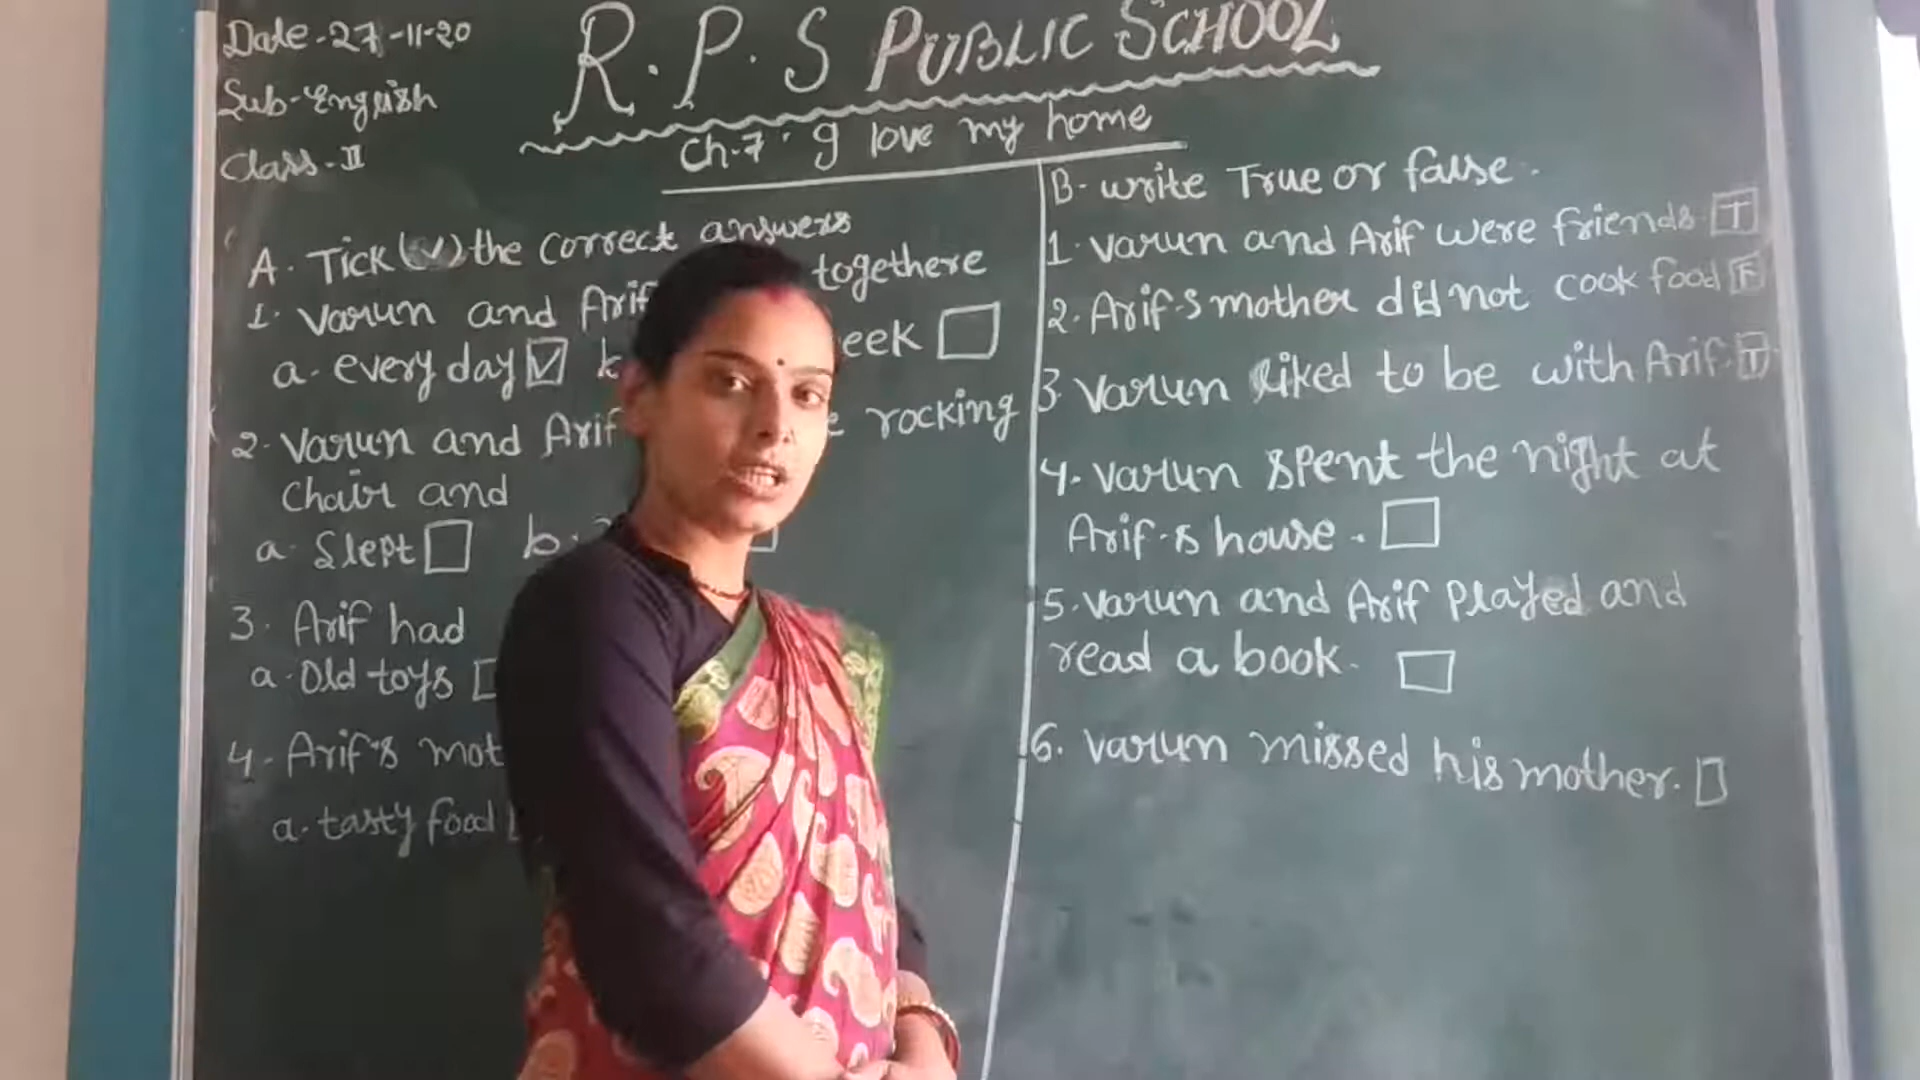 Date-27-11-20
Sub-English
Class-II
R.P.S PUBLIC SCHOOL
Ch-7 I love my home
A. Tick (✓) the correct answers
1. Varun and Arif togethere
a. every day ✓
2. Varun and Arif rocking
Chair and
a. Slept b.
3. Arif had
a. Old toys
4. Arif's
a. tasty food
B- write True or false.
1. Varun and Arif were friends. T
2. Arif-s mother did not cook food F
3 Varun liked to be with Arif. T
4. Varun spent the night at
Arif-s house.
5. Varun and Arif Played and
read a book.
6. Varun missed his mother.